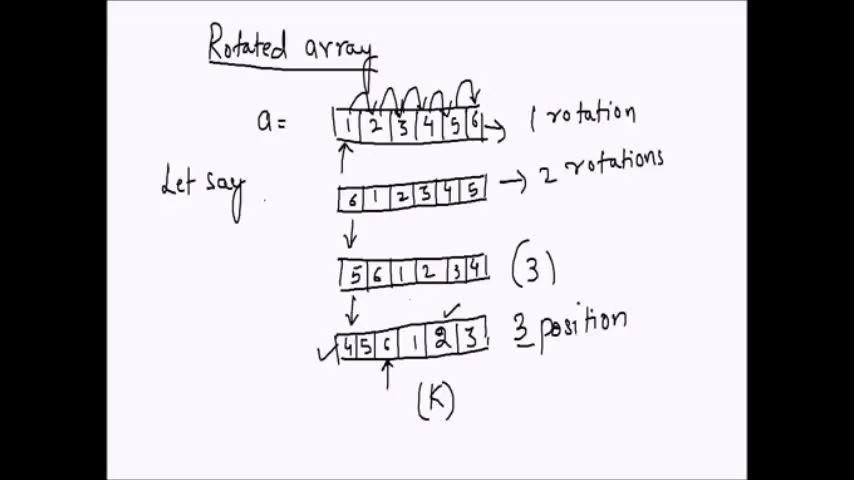 Rotated array
a= 1 2 3 4 5 6 → 1 rotation
Let say
6 1 2 3 4 5 → 2 rotations
5 6 1 2 3 4 (3)
4 5 6 1 2 3 3 position
(K)